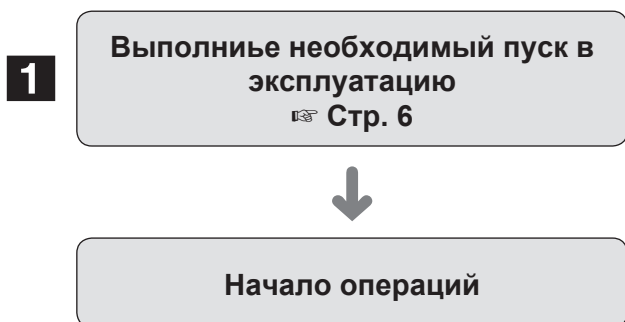 1
Выполниье необходимый пуск в
эксплуатацию
☞ Стр. 6
Начало операций